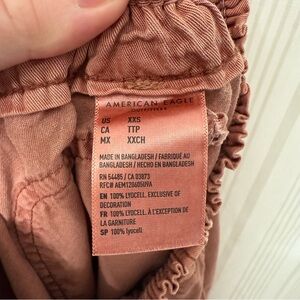 AMERICAN EAGLE
OUTFITTERS
US XXS
CA TTP
MX XXCH
MADE IN BANGLADESH / FABRIQUÉ AU
BANGLADESH / HECHO EN BANGLADESH
RN 54485 / CA 03873
RFC# AEM1206050U9A
EN 100% LYOCELL. EXCLUSIVE OF
DECORATION
FR 100% LYOCELL. À L'EXCEPTION DE
LA GARNITURE
SP 100% lyocell